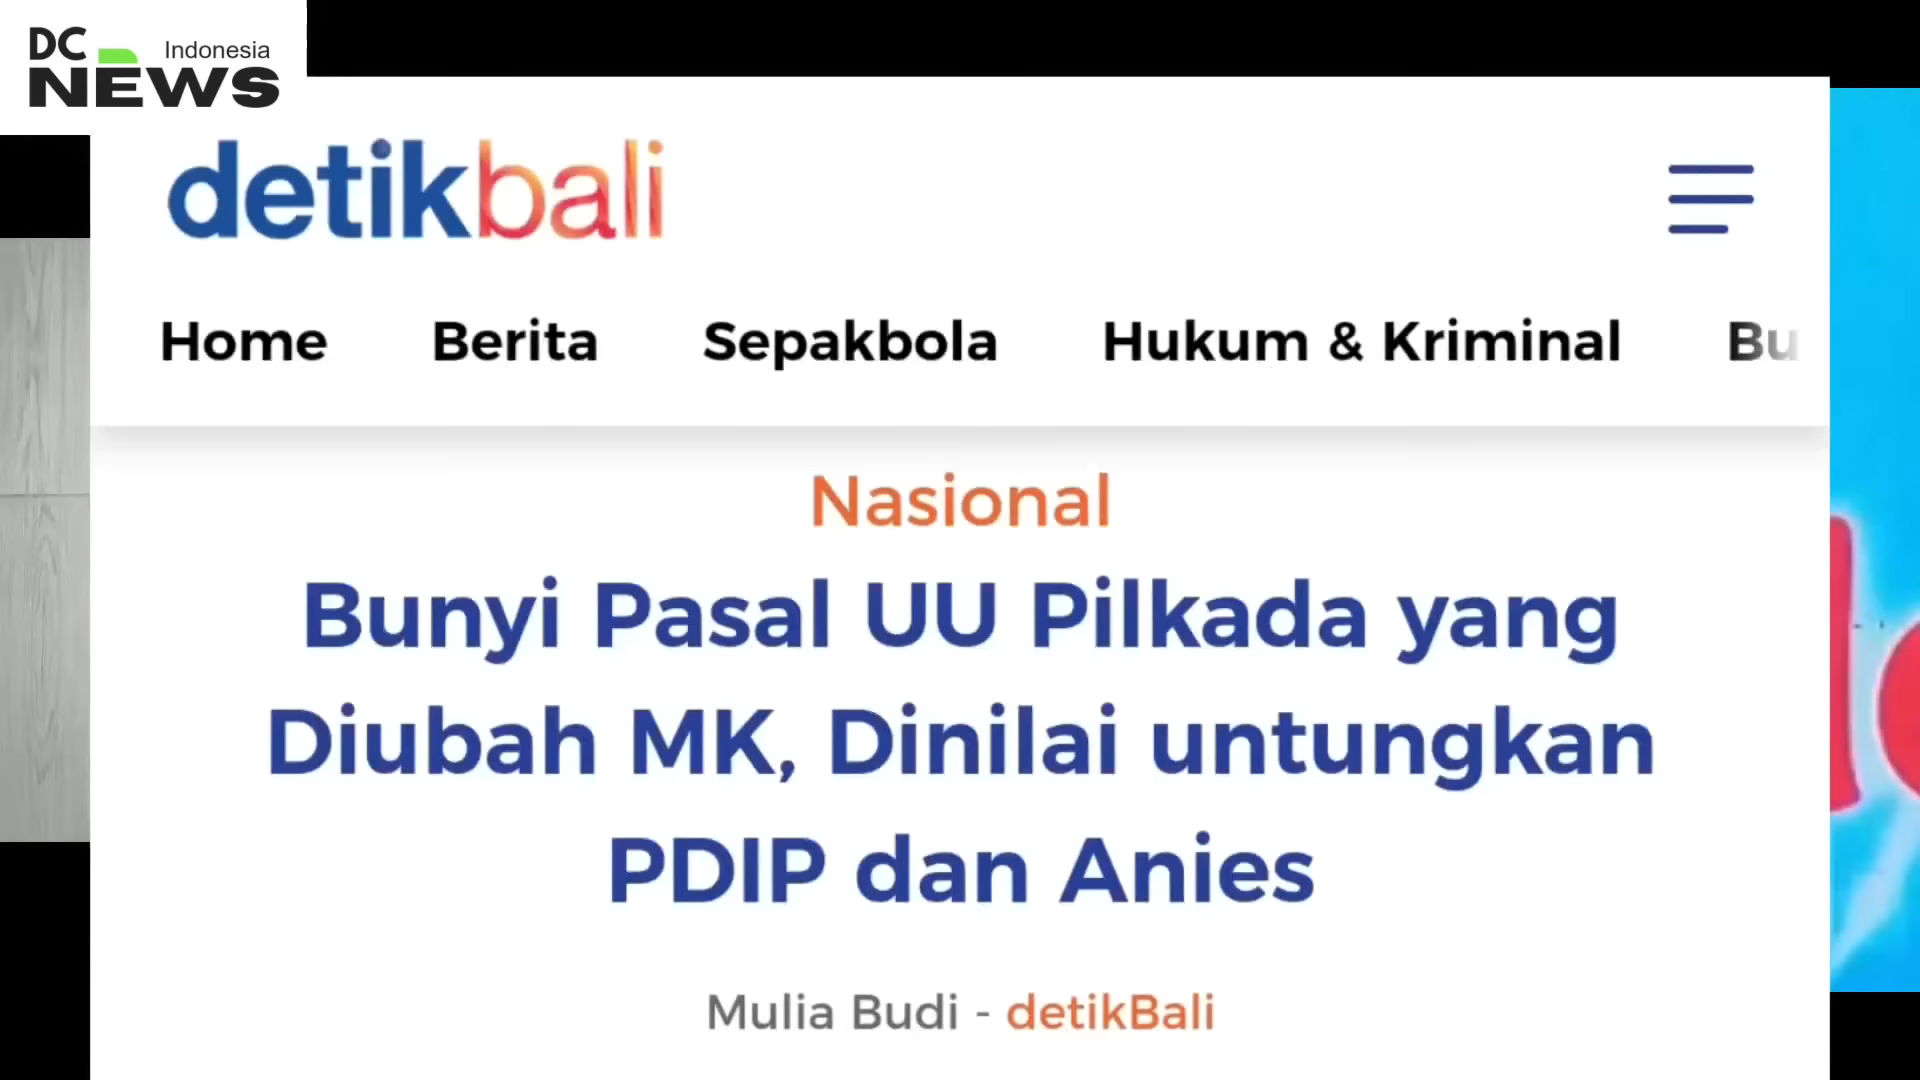 DC Indonesia
NEWS
detikbali
Home Berita Sepakbola Hukum & Kriminal Bu
Nasional
Bunyi Pasal UU Pilkada yang
Diubah MK, Dinilai untungkan
PDIP dan Anies
Mulia Budi - detikBali